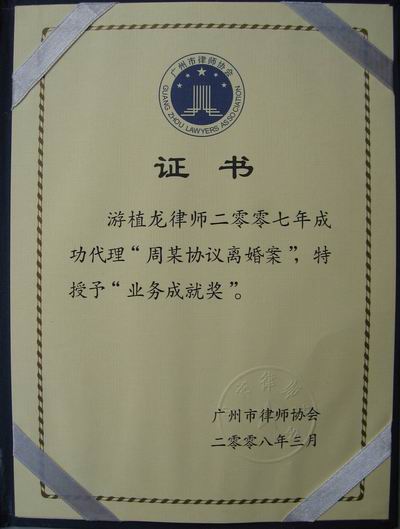 广州市律师协会
GUANG ZHOU LAWYERS ASSOCIATION
证书
游植龙律师二零零七年成
功代理“周某协议离婚案”，特
授予“业务成就奖”。
广州市律师协会
二零零八年三月